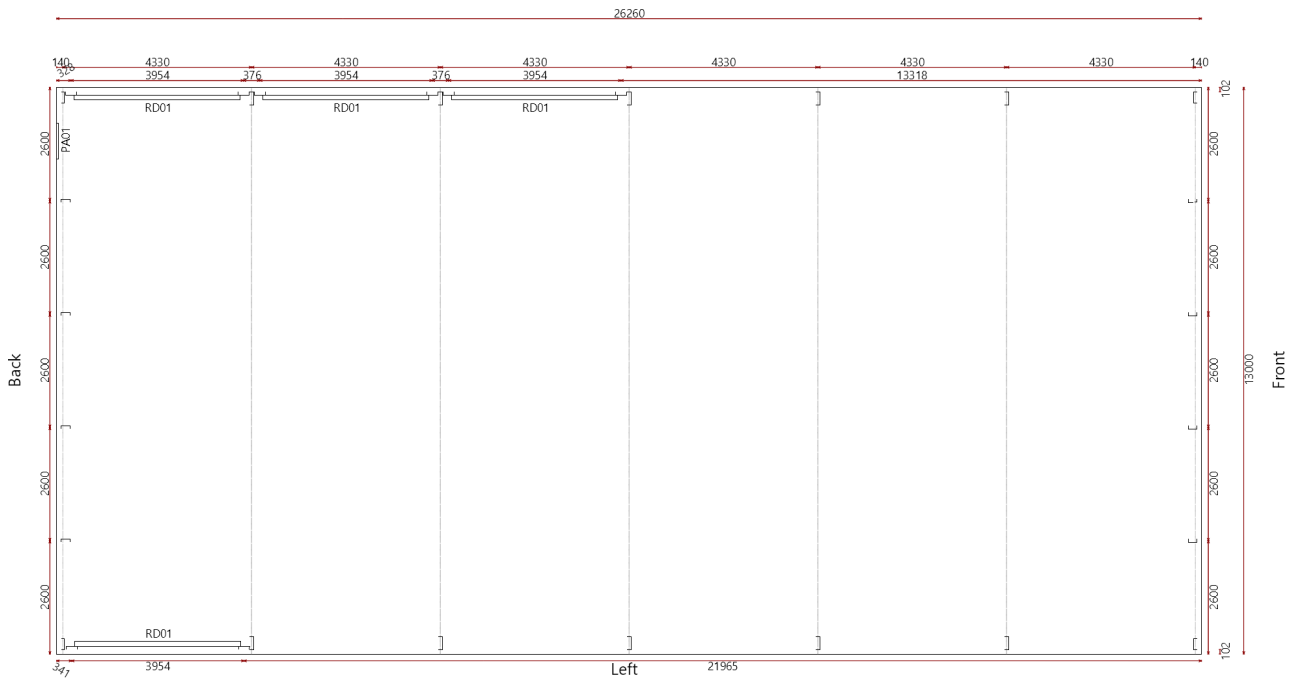 26260
140 4330 4330 4330 4330 4330 4330 140
328 3954 376 3954 376 3954 13318
RD01 RD01 RD01
102
PA01
2600 2600
2600 2600
Back 2600 2600 13000 Front
2600 2600
2600 2600
RD01
102
341 3954 Left 21965